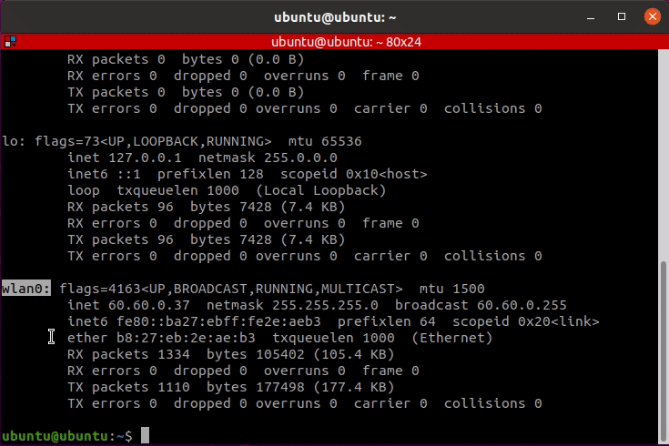 ubuntu@ubuntu: ~
ubuntu@ubuntu: ~ 80x24
RX packets 0  bytes 0 (0.0 B)
RX errors 0  dropped 0  overruns 0  frame 0
TX packets 0  bytes 0 (0.0 B)
TX errors 0  dropped 0 overruns 0  carrier 0  collisions 0
lo: flags=73<UP,LOOPBACK,RUNNING>  mtu 65536
inet 127.0.0.1  netmask 255.0.0.0
inet6 ::1  prefixlen 128  scopeid 0x10<host>
loop  txqueuelen 1000  (Local Loopback)
RX packets 96  bytes 7428 (7.4 KB)
RX errors 0  dropped 0  overruns 0  frame 0
TX packets 96  bytes 7428 (7.4 KB)
TX errors 0  dropped 0 overruns 0  carrier 0  collisions 0
wlan0: flags=4163<UP,BROADCAST,RUNNING,MULTICAST>  mtu 1500
inet 60.60.0.37  netmask 255.255.255.0  broadcast 60.60.0.255
inet6 fe80::ba27:ebff:fe2e:aeb3  prefixlen 64  scopeid 0x20<link>
ether b8:27:eb:2e:ae:b3  txqueuelen 1000  (Ethernet)
RX packets 1334  bytes 105402 (105.4 KB)
RX errors 0  dropped 0  overruns 0  frame 0
TX packets 1110  bytes 177498 (177.4 KB)
TX errors 0  dropped 0 overruns 0  carrier 0  collisions 0
ubuntu@ubuntu:~$